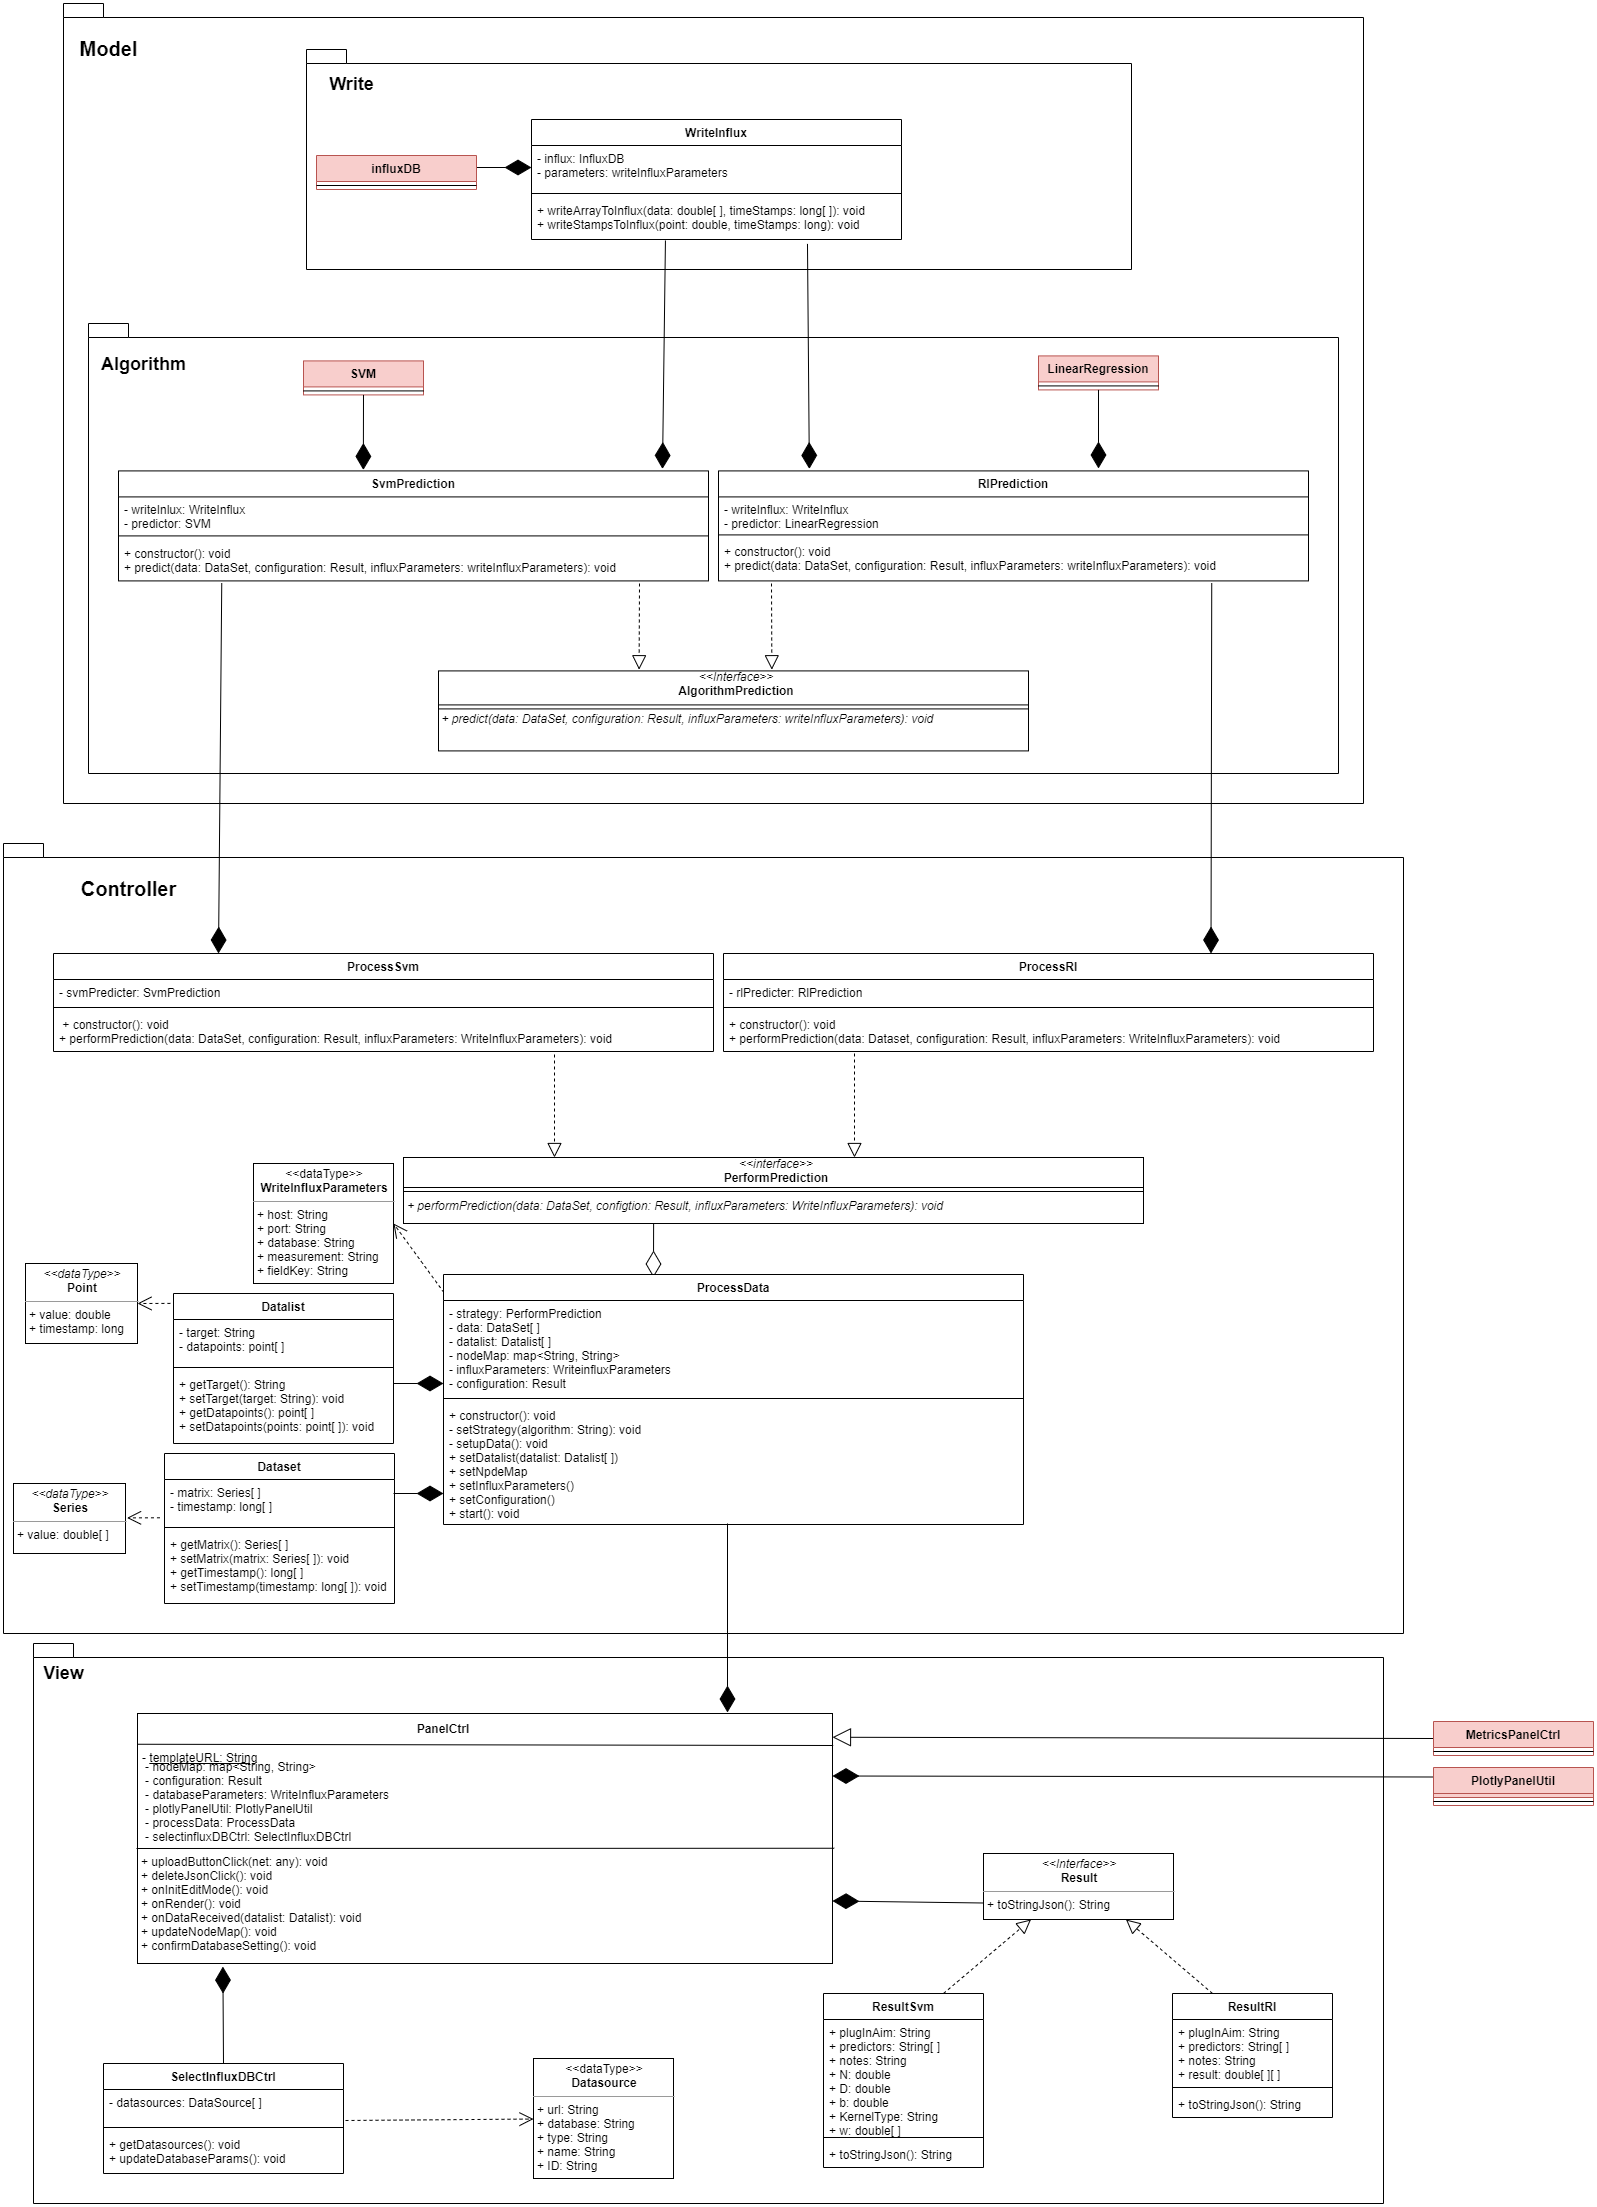 Model
Write
WriteInflux
- influx: InfluxDB
- parameters: writeInfluxParameters
+ writeArrayToInflux(data: double[ ], timeStamps: long[ ]): void
+ writeStampsToInflux(point: double, timeStamps: long): void
influxDB
Algorithm
SVM
LinearRegression
SvmPrediction
- writeInlux: WriteInflux
- predictor: SVM
+ constructor(): void
+ predict(data: DataSet, configuration: Result, influxParameters: writeInfluxParameters): void
RlPrediction
- writeInflux: WriteInflux
- predictor: LinearRegression
+ constructor(): void
+ predict(data: DataSet, configuration: Result, influxParameters: writeInfluxParameters): void
<<Interface>>
AlgorithmPrediction
+ predict(data: DataSet, configuration: Result, influxParameters: writeInfluxParameters): void
Controller
ProcessSvm
- svmPredicter: SvmPrediction
+ constructor(): void
+ performPrediction(data: DataSet, configuration: Result, influxParameters: WriteInfluxParameters): void
ProcessRl
- rlPredicter: RlPrediction
+ constructor(): void
+ performPrediction(data: Dataset, configuration: Result, influxParameters: WriteInfluxParameters): void
<<interface>>
PerformPrediction
+ performPrediction(data: DataSet, configtion: Result, influxParameters: WriteInfluxParameters): void
<<dataType>>
WriteInfluxParameters
+ host: String
+ port: String
+ database: String
+ measurement: String
+ fieldKey: String
<<dataType>>
Point
+ value: double
+ timestamp: long
Datalist
- target: String
- datapoints: point[ ]
+ getTarget(): String
+ setTarget(target: String): void
+ getDatapoints(): point[ ]
+ setDatapoints(points: point[ ]): void
ProcessData
- strategy: PerformPrediction
- data: DataSet[ ]
- datalist: Datalist[ ]
- nodeMap: map<String, String>
- influxParameters: WriteinfluxParameters
- configuration: Result
+ constructor(): void
- setStrategy(algorithm: String): void
- setupData(): void
+ setDatalist(datalist: Datalist[ ])
+ setNpdeMap
+ setInfluxParameters()
+ setConfiguration()
+ start(): void
Dataset
- matrix: Series[ ]
- timestamp: long[ ]
+ getMatrix(): Series[ ]
+ setMatrix(matrix: Series[ ]): void
+ getTimestamp(): long[ ]
+ setTimestamp(timestamp: long[ ]): void
<<dataType>>
Series
+ value: double[ ]
View
PanelCtrl
- templateURL: String
- nodeMap: map<String, String>
- configuration: Result
- databaseParameters: WriteInfluxParameters
- plotlyPanelUtil: PlotlyPanelUtil
- processData: ProcessData
- selectinfluxDBCtrl: SelectInfluxDBCtrl
+ uploadButtonClick(net: any): void
+ deleteJsonClick(): void
+ onInitEditMode(): void
+ onRender(): void
+ onDataReceived(datalist: Datalist): void
+ updateNodeMap(): void
+ confirmDatabaseSetting(): void
MetricsPanelCtrl
PlotlyPanelUtil
<<Interface>>
Result
+ toStringJson(): String
ResultSvm
+ plugInAim: String
+ predictors: String[ ]
+ notes: String
+ N: double
+ D: double
+ b: double
+ KernelType: String
+ w: double[ ]
+ toStringJson(): String
ResultRl
+ plugInAim: String
+ predictors: String[ ]
+ notes: String
+ result: double[ ][ ]
+ toStringJson(): String
SelectInfluxDBCtrl
- datasources: DataSource[ ]
+ getDatasources(): void
+ updateDatabaseParams(): void
<<dataType>>
Datasource
+ url: String
+ database: String
+ type: String
+ name: String
+ ID: String